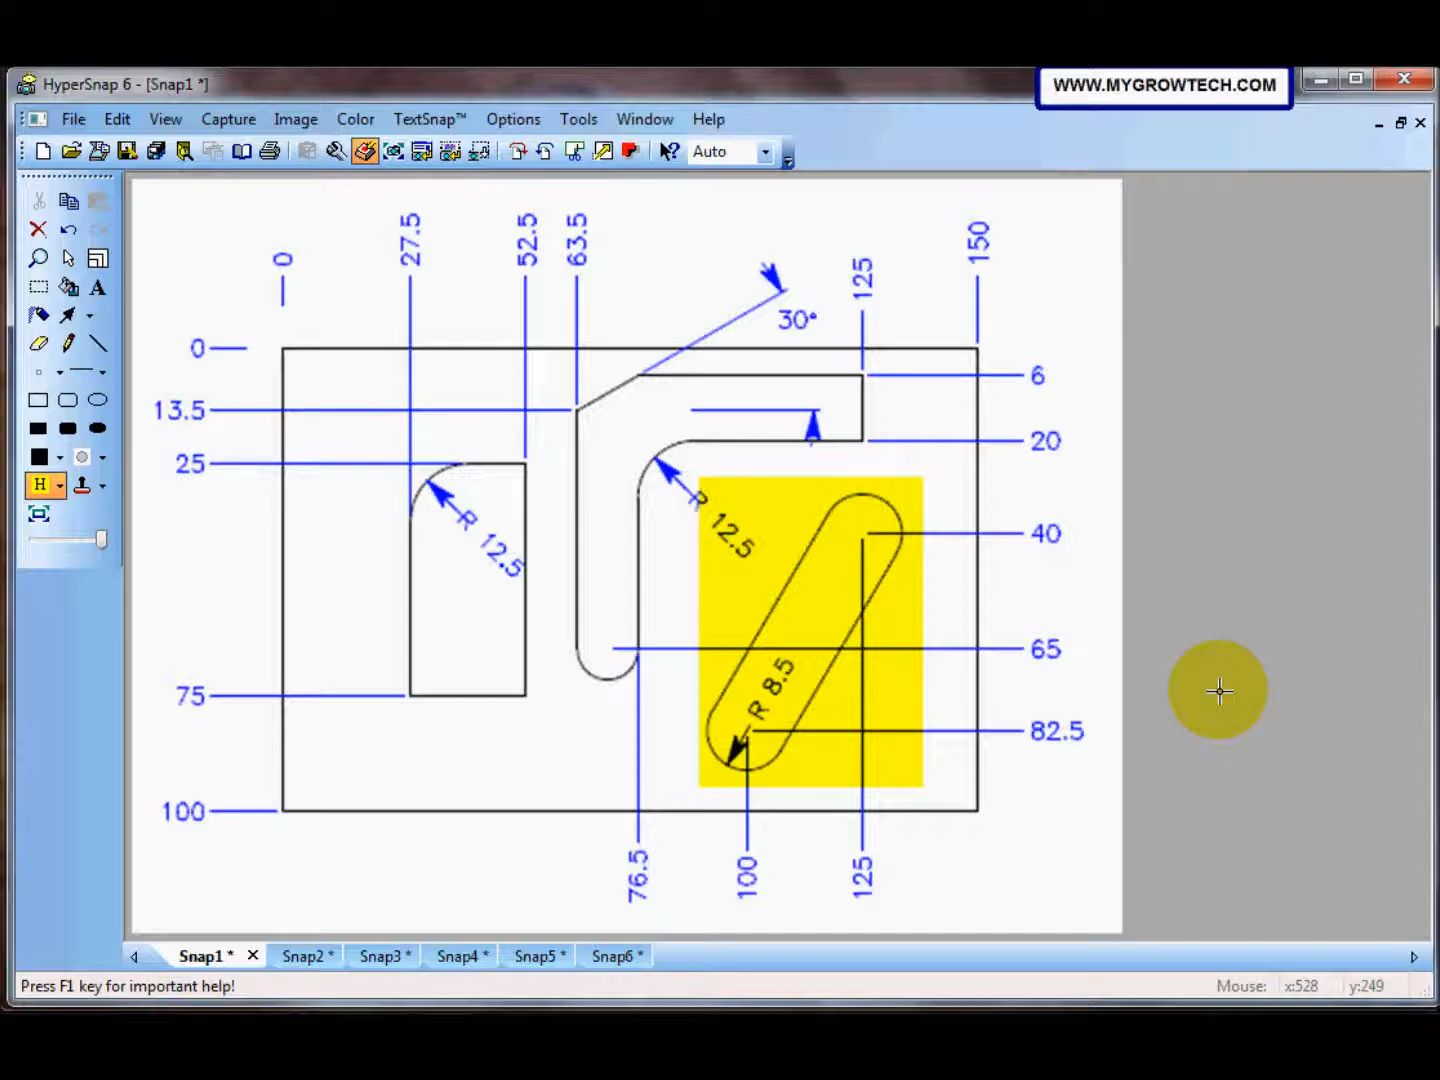 HyperSnap 6 - [Snap1 *]
WWW.MYGROWTECH.COM
File Edit View Capture Image Color TextSnap™ Options Tools Window Help
Auto
A
H
0 27.5 52.5 63.5 125 150
30°
0
6
13.5
20
25
R 12.5
R 12.5
40
65
R 8.5
75
82.5
100
76.5 100 125
Snap1 * Snap2 * Snap3 * Snap4 * Snap5 * Snap6 *
Press F1 key for important help! Mouse: x:528 y:249